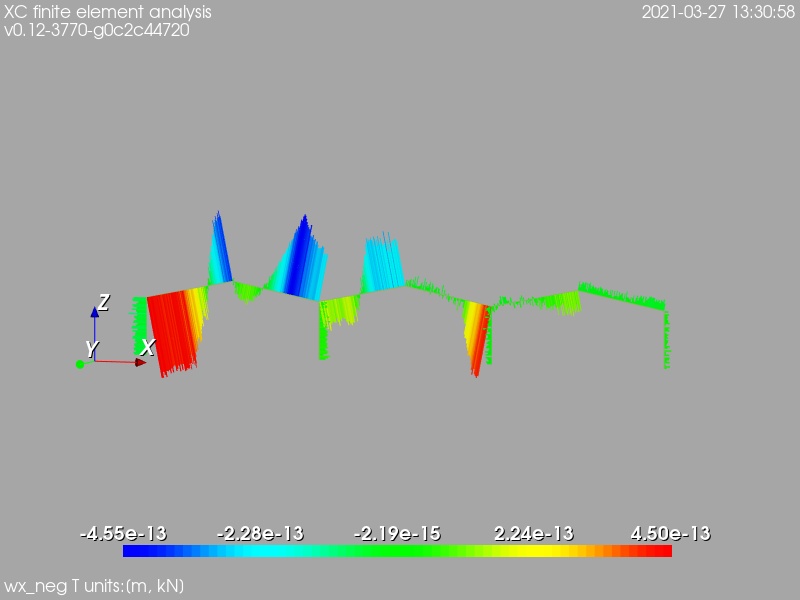 XC finite element analysis
v0.12-3770-g0c2c44720
2021-03-27 13:30:58
Z
Y
X
-4.55e-13 -2.28e-13 -2.19e-15 2.24e-13 4.50e-13
wx_neg T units:[m, kN]